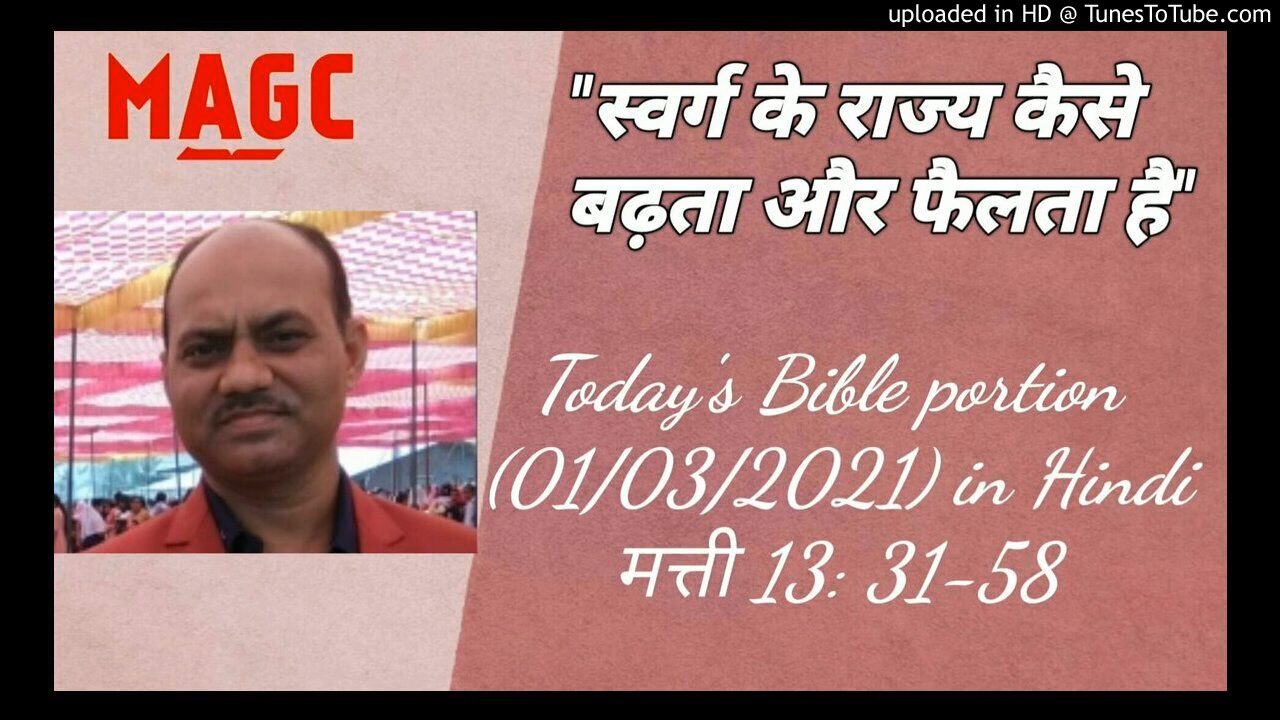 uploaded in HD @ TunesToTube.com
MAGC
"स्वर्ग के राज्य कैसे
बढ़ता और फैलता है"
Today's Bible portion
(01/03/2021) in Hindi
मत्ती 13: 31-58